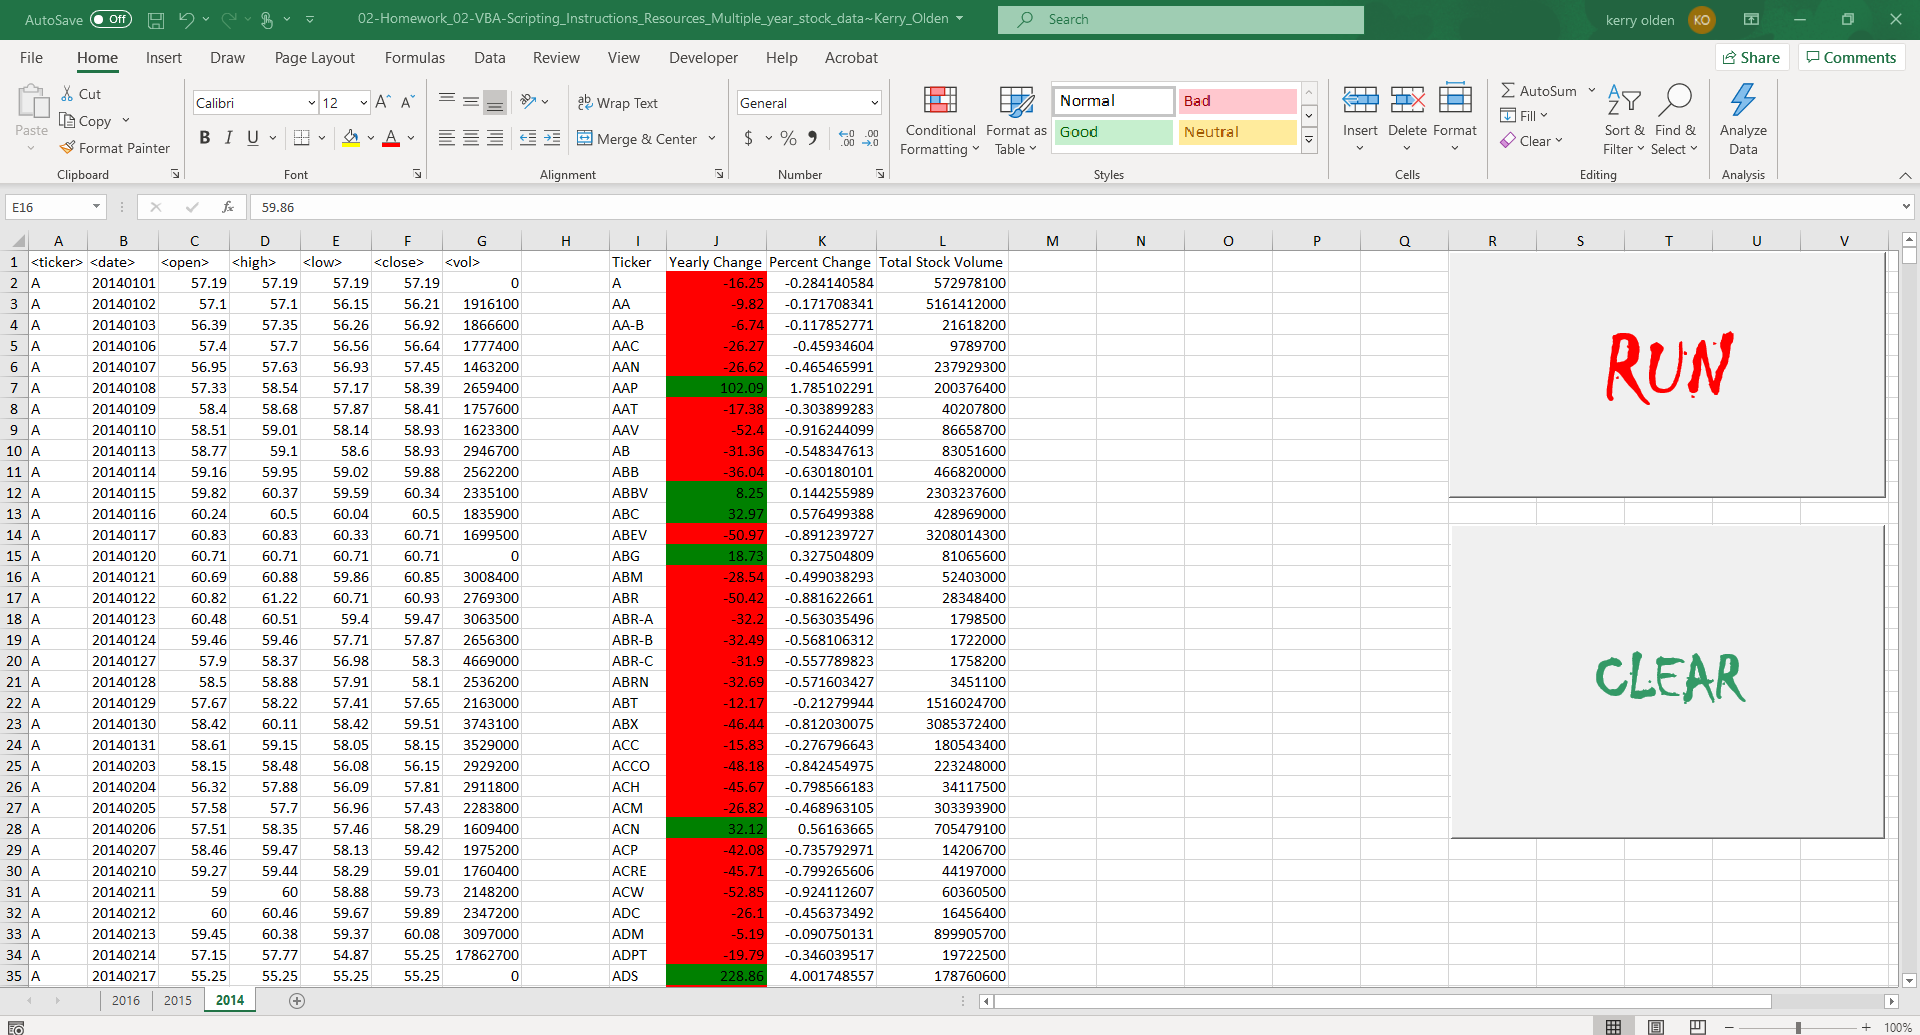 AutoSave Off 02-Homework_02-VBA-Scripting_Instructions_Resources_Multiple_year_stock_data~Kerry_Olden Search kerry olden KO
File Home Insert Draw Page Layout Formulas Data Review View Developer Help Acrobat Share Comments
Paste Cut Copy Format Painter Clipboard
Calibri 12 B I U A Font
Wrap Text Merge & Center Alignment
General $ % Number
Conditional Formatting Format as Table Normal Bad Good Neutral Styles
Insert Delete Format Cells
AutoSum Fill Clear Sort & Filter Find & Select Editing
Analyze Data Analysis
E16 fx 59.86
A B C D E F G H I J K L M N O P Q R S T U V
1 <ticker> <date> <open> <high> <low> <close> <vol> Ticker Yearly Change Percent Change Total Stock Volume
2 A 20140101 57.19 57.19 57.19 57.19 0 A -16.25 -0.284140584 572978100
3 A 20140102 57.1 57.1 56.15 56.21 1916100 AA -9.82 -0.171708341 5161412000
4 A 20140103 56.39 57.35 56.26 56.92 1866600 AA-B -6.74 -0.117852771 21618200
5 A 20140106 57.4 57.7 56.56 56.64 1777400 AAC -26.27 -0.45934604 9789700
6 A 20140107 56.95 57.63 56.93 57.45 1463200 AAN -26.62 -0.465465991 237929300
7 A 20140108 57.33 58.54 57.17 58.39 2659400 AAP 102.09 1.785102291 200376400
8 A 20140109 58.4 58.68 57.87 58.41 1757600 AAT -17.38 -0.303899283 40207800
9 A 20140110 58.51 59.01 58.14 58.93 1623300 AAV -52.4 -0.916244099 86658700
10 A 20140113 58.77 59.1 58.6 58.93 2946700 AB -31.36 -0.548347613 83051600
11 A 20140114 59.16 59.95 59.02 59.88 2562200 ABB -36.04 -0.630180101 466820000
12 A 20140115 59.82 60.37 59.59 60.34 2335100 ABBV 8.25 0.144255989 2303237600
13 A 20140116 60.24 60.5 60.04 60.5 1835900 ABC 32.97 0.576499388 428969000
14 A 20140117 60.83 60.83 60.33 60.71 1699500 ABEV -50.97 -0.891239727 3208014300
15 A 20140120 60.71 60.71 60.71 60.71 0 ABG 18.73 0.327504809 81065600
16 A 20140121 60.69 60.88 59.86 60.85 3008400 ABM -28.54 -0.499038293 52403000
17 A 20140122 60.82 61.22 60.71 60.93 2769300 ABR -50.42 -0.881622661 28348400
18 A 20140123 60.48 60.51 59.4 59.47 3063500 ABR-A -32.2 -0.563035496 1798500
19 A 20140124 59.46 59.46 57.71 57.87 2656300 ABR-B -32.49 -0.568106312 1722000
20 A 20140127 57.9 58.37 56.98 58.3 4669000 ABR-C -31.9 -0.557789823 1758200
21 A 20140128 58.5 58.88 57.91 58.1 2536200 ABRN -32.69 -0.571603427 3451100
22 A 20140129 57.67 58.22 57.41 57.65 2163000 ABT -12.17 -0.21279944 1516024700
23 A 20140130 58.42 60.11 58.42 59.51 3743100 ABX -46.44 -0.812030075 3085372400
24 A 20140131 58.61 59.15 58.05 58.15 3529000 ACC -15.83 -0.276796643 180543400
25 A 20140203 58.15 58.48 56.08 56.15 2929200 ACCO -48.18 -0.842454975 223248000
26 A 20140204 56.32 57.88 56.09 57.81 2911800 ACH -45.67 -0.798566183 34117500
27 A 20140205 57.58 57.7 56.96 57.43 2283800 ACM -26.82 -0.468963105 303393900
28 A 20140206 57.51 58.35 57.46 58.29 1609400 ACN 32.12 0.56163665 705479100
29 A 20140207 58.46 59.47 58.13 59.42 1975200 ACP -42.08 -0.735792971 14206700
30 A 20140210 59.27 59.44 58.29 59.01 1760400 ACRE -45.71 -0.799265606 44197000
31 A 20140211 59 60 58.88 59.73 2148200 ACW -52.85 -0.924112607 60360500
32 A 20140212 60 60.46 59.67 59.89 2347200 ADC -26.1 -0.456373492 16456400
33 A 20140213 59.45 60.38 59.37 60.08 3097000 ADM -5.19 -0.090750131 899905700
34 A 20140214 57.15 57.77 54.87 55.25 17862700 ADPT -19.79 -0.346039517 19722500
35 A 20140217 55.25 55.25 55.25 55.25 0 ADS 228.86 4.001748557 178760600
RUN
CLEAR
2016 2015 2014
100%